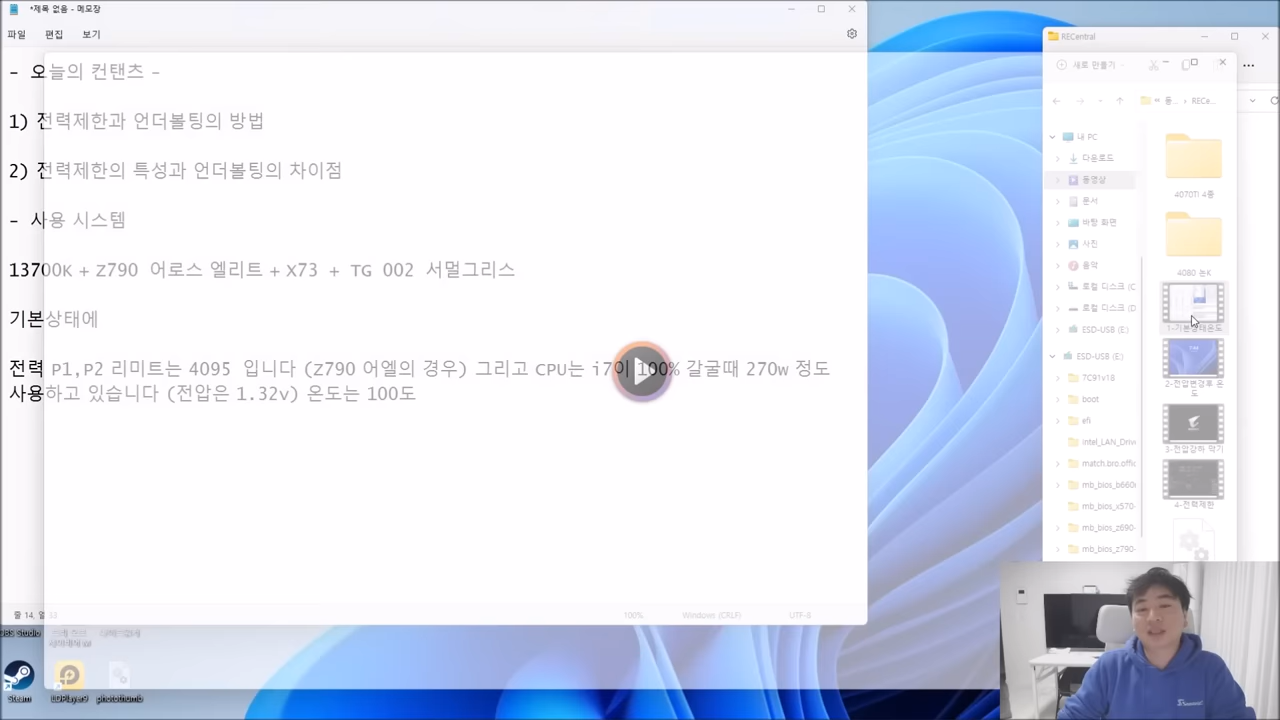 *제목 없음 - 메모장
파일 편집 보기
- 오늘의 컨탠츠 -
1) 전력제한과 언더볼팅의 방법
2) 전력제한의 특성과 언더볼팅의 차이점
- 사용 시스템
13700K + Z790 어로스 엘리트 + X73 + TG 002 서멀그리스
기본상태에
전력 P1,P2 리미트는 4095 입니다 (Z790 어엘의 경우) 그리고 CPU는 i7이 100% 갈굴때 270w 정도
사용하고 있습니다 (전압은 1.32v) 온도는 100도
100% Windows (CRLF) UTF-8
OBS Studio
Steam LDPlayer9 photothumb
RECentral
새로 만들기
동... RECe...
내 PC
다운로드
동영상
문서
바탕 화면
사진
음악
로컬 디스크 (C
로컬 디스크 (D
ESD-USB (E:)
ESD-USB (E:)
7C91v18
boot
efi
intel_LAN_Driv
match.bro.offic
mb_bios_b660
mb_bios_x570-
mb_bios_z690-
mb_bios_z790-
4070TI 4종
4080 논K
1-기본상태온도
2-전압변경후 온도
3-전압강하 막기
4-전력제한